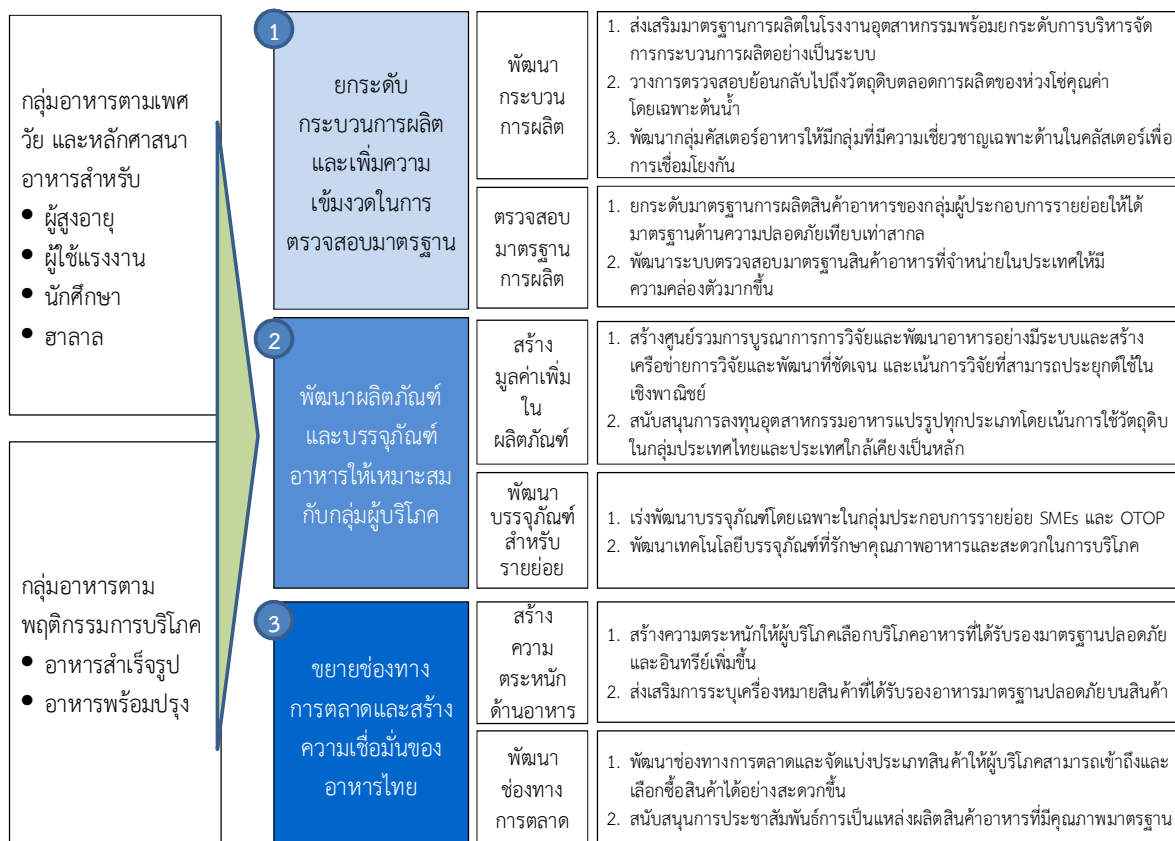 กลุ่มอาหารตามเพศ
วัย และหลักศาสนา
อาหารสำหรับ
● ผู้สูงอายุ
● ผู้ใช้แรงงาน
● นักศึกษา
● ฮาลาล
กลุ่มอาหารตาม
พฤติกรรมการบริโภค
● อาหารสำเร็จรูป
● อาหารพร้อมปรุง
1
ยกระดับ
กระบวนการผลิต
และเพิ่มความ
เข้มงวดในการ
ตรวจสอบมาตรฐาน
พัฒนา
กระบวน
การผลิต
1. ส่งเสริมมาตรฐานการผลิตในโรงงานอุตสาหกรรมพร้อมยกระดับการบริหารจัด
การกระบวนการผลิตอย่างเป็นระบบ
2. วางการตรวจสอบย้อนกลับไปถึงวัตถุดิบตลอดการผลิตของห่วงโซ่คุณค่า
โดยเฉพาะต้นน้ำ
3. พัฒนากลุ่มคัสเตอร์อาหารให้มีกลุ่มที่มีความเชี่ยวชาญเฉพาะด้านในคลัสเตอร์เพื่อ
การเชื่อมโยงกัน
ตรวจสอบ
มาตรฐาน
การผลิต
1. ยกระดับมาตรฐานการผลิตสินค้าอาหารของกลุ่มผู้ประกอบการรายย่อยให้ได้
มาตรฐานด้านความปลอดภัยเทียบเท่าสากล
2. พัฒนาระบบตรวจสอบมาตรฐานสินค้าอาหารที่จำหน่ายในประเทศให้มี
ความคล่องตัวมากขึ้น
2
พัฒนาผลิตภัณฑ์
และบรรจุภัณฑ์
อาหารให้เหมาะสม
กับกลุ่มผู้บริโภค
สร้าง
มูลค่าเพิ่ม
ใน
ผลิตภัณฑ์
1. สร้างศูนย์รวมการบูรณาการการวิจัยและพัฒนาอาหารอย่างมีระบบและสร้าง
เครือข่ายการวิจัยและพัฒนาที่ชัดเจน และเน้นการวิจัยที่สามารถประยุกต์ใช้ใน
เชิงพาณิชย์
2. สนับสนุนการลงทุนอุตสาหกรรมอาหารแปรรูปทุกประเภทโดยเน้นการใช้วัตถุดิบ
ในกลุ่มประเทศไทยและประเทศใกล้เคียงเป็นหลัก
พัฒนา
บรรจุภัณฑ์
สำหรับ
รายย่อย
1. เร่งพัฒนาบรรจุภัณฑ์โดยเฉพาะในกลุ่มประกอบการรายย่อย SMEs และ OTOP
2. พัฒนาเทคโนโลยีบรรจุภัณฑ์ที่รักษาคุณภาพอาหารและสะดวกในการบริโภค
3
ขยายช่องทาง
การตลาดและสร้าง
ความเชื่อมั่นของ
อาหารไทย
สร้าง
ความ
ตระหนัก
ด้านอาหาร
1. สร้างความตระหนักให้ผู้บริโภคเลือกบริโภคอาหารที่ได้รับรองมาตรฐานปลอดภัย
และอินทรีย์เพิ่มขึ้น
2. ส่งเสริมการระบุเครื่องหมายสินค้าที่ได้รับรองอาหารมาตรฐานปลอดภัยบนสินค้า
พัฒนา
ช่องทาง
การตลาด
1. พัฒนาช่องทางการตลาดและจัดแบ่งประเภทสินค้าให้ผู้บริโภคสามารถเข้าถึงและ
เลือกซื้อสินค้าได้อย่างสะดวกขึ้น
2. สนับสนุนการประชาสัมพันธ์การเป็นแหล่งผลิตสินค้าอาหารที่มีคุณภาพมาตรฐาน